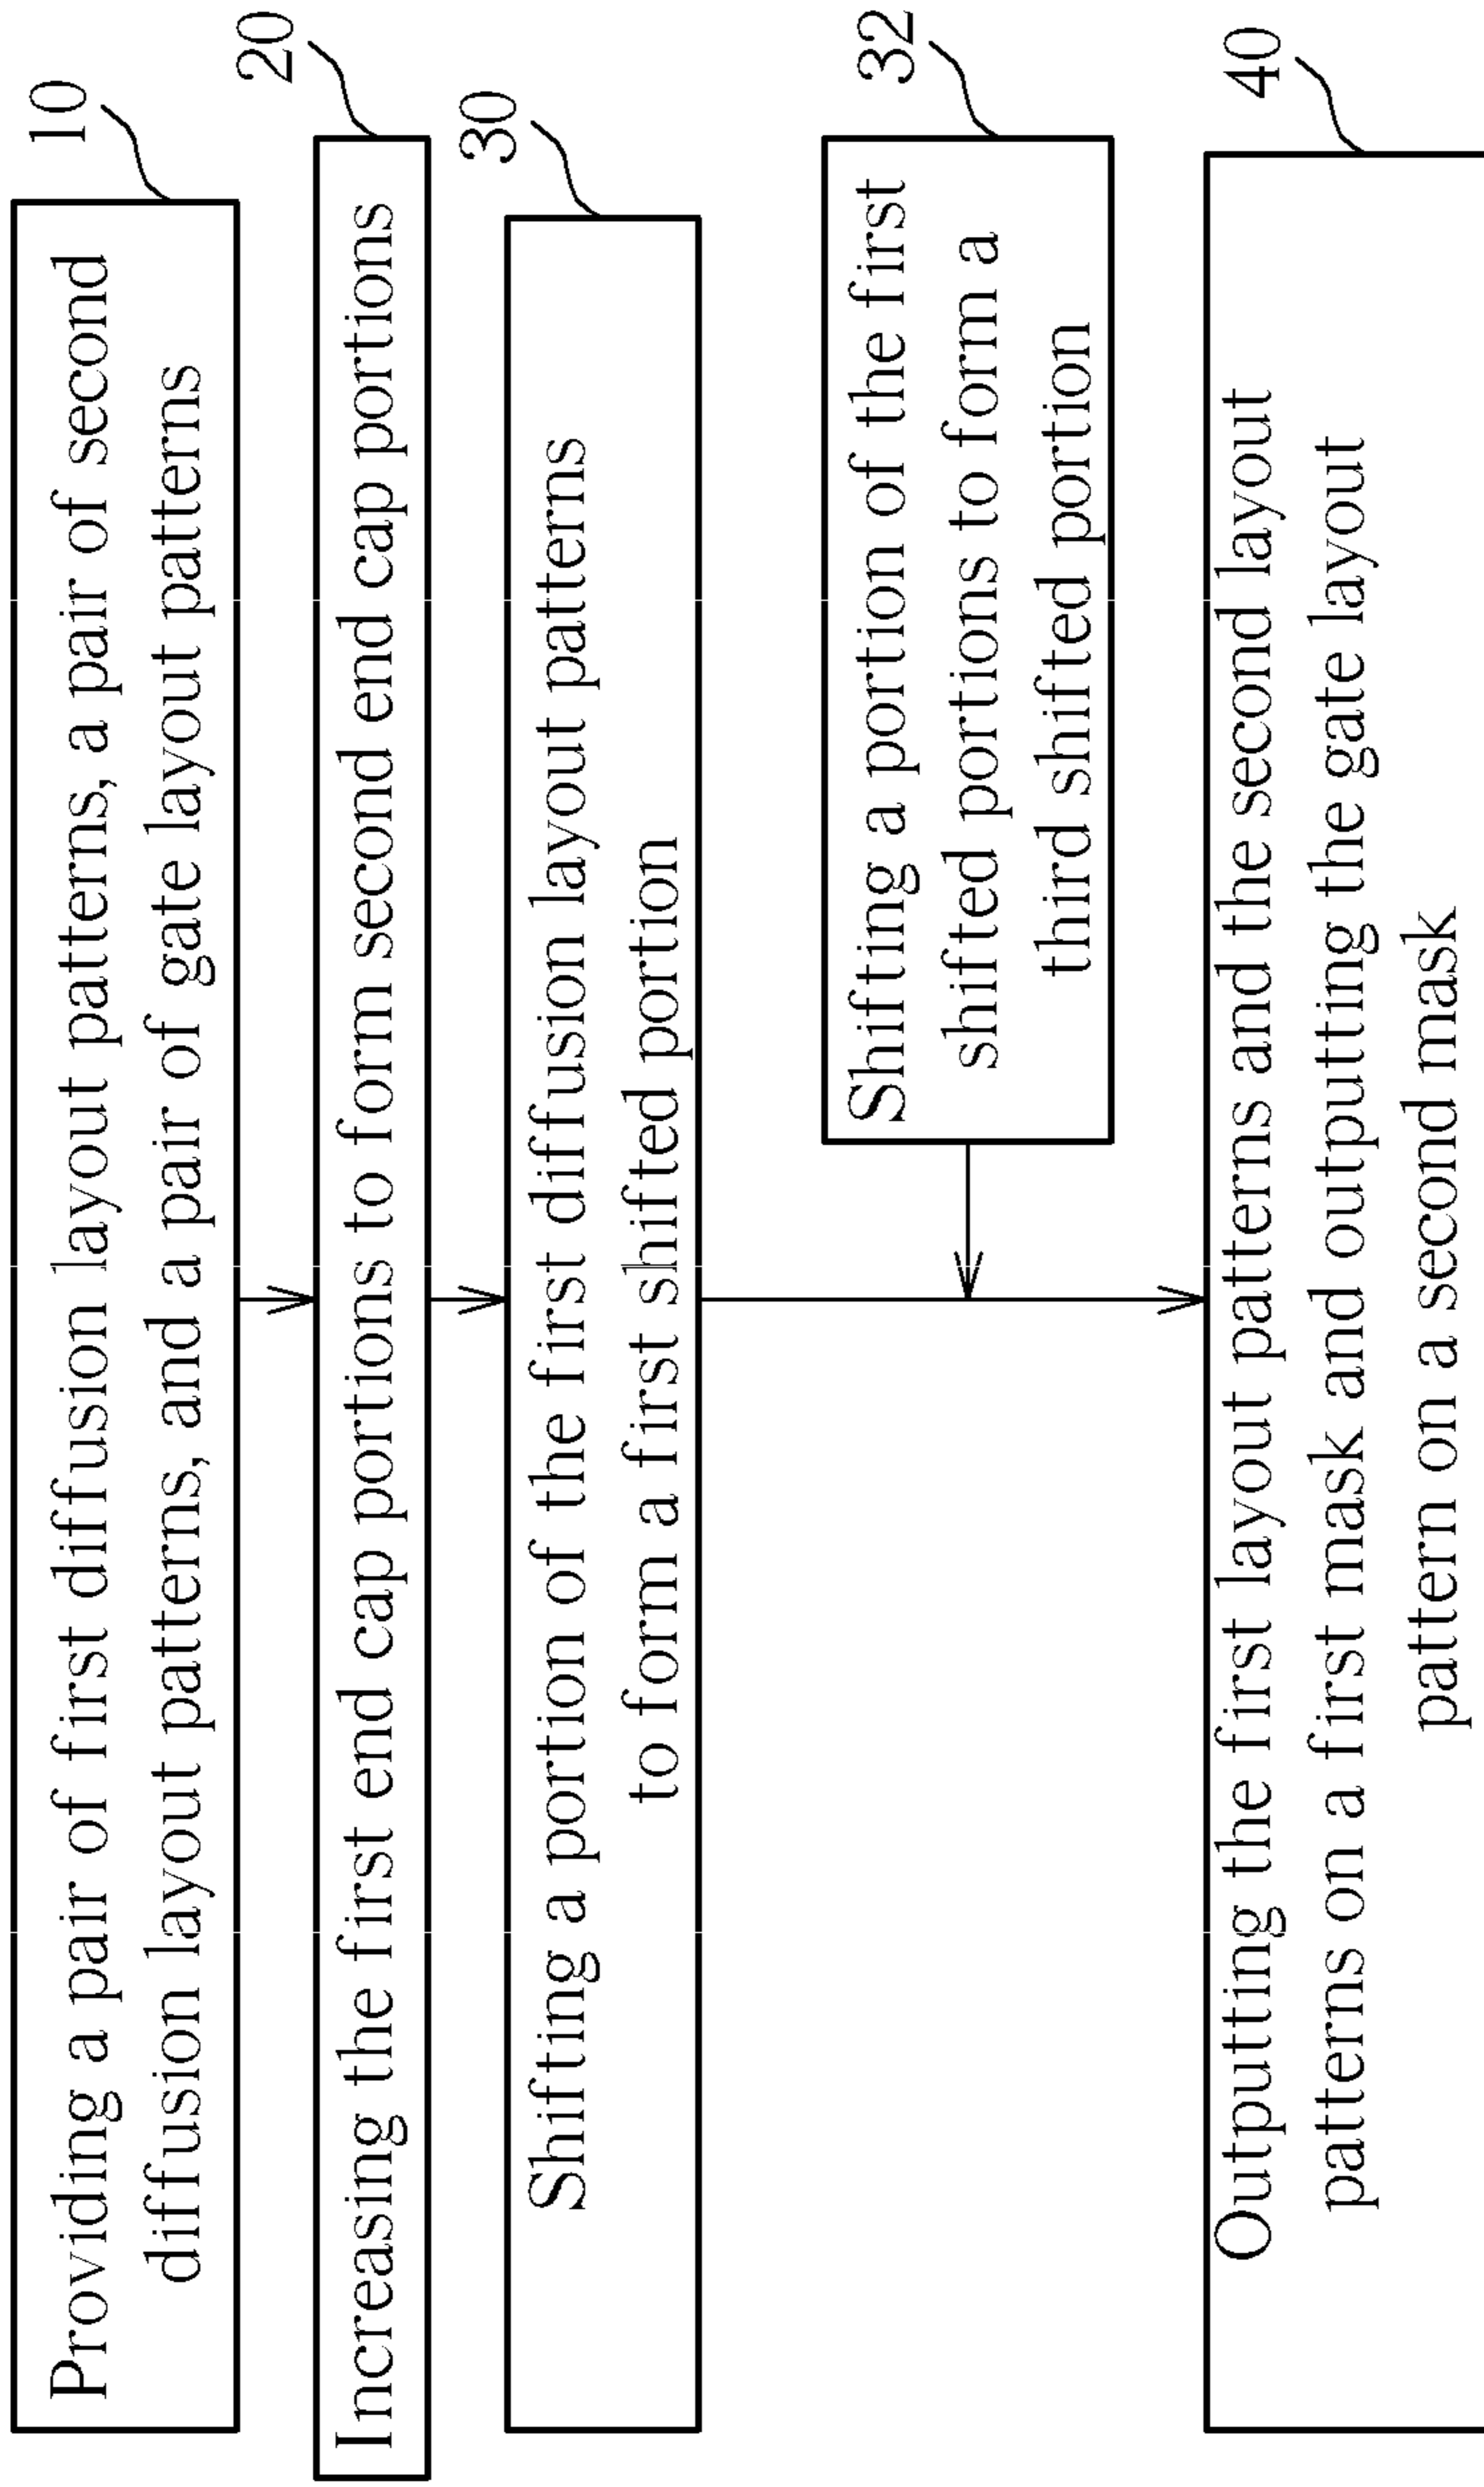 Providing a pair of first diffusion layout patterns, a pair of second
diffusion layout patterns, and a pair of gate layout patterns
10
Increasing the first end cap portions to form second end cap portions
20
Shifting a portion of the first diffusion layout patterns
to form a first shifted portion
30
Shifting a portion of the first
shifted portions to form a
third shifted portion
32
Outputting the first layout patterns and the second layout
patterns on a first mask and outputting the gate layout
pattern on a second mask
40